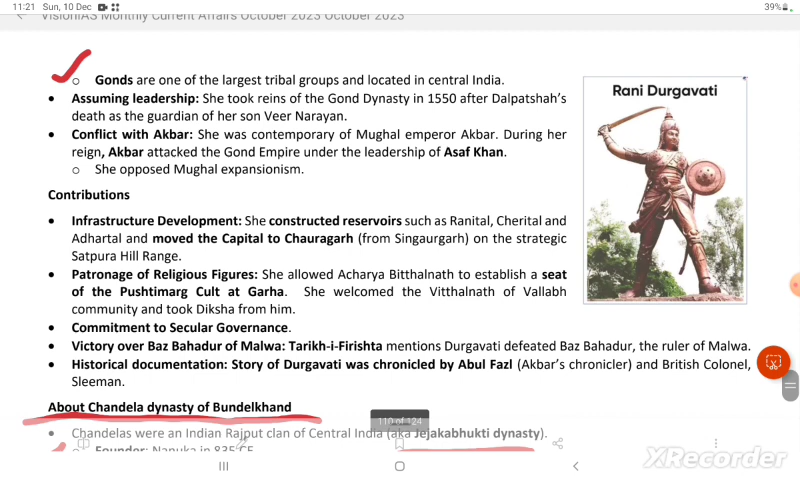 11:21 Sun, 10 Dec 39%
VisionIAS Monthly Current Affairs October 2023 October 2023
o Gonds are one of the largest tribal groups and located in central India.
Rani Durgavati
• Assuming leadership: She took reins of the Gond Dynasty in 1550 after Dalpatshah's
death as the guardian of her son Veer Narayan.
• Conflict with Akbar: She was contemporary of Mughal emperor Akbar. During her
reign, Akbar attacked the Gond Empire under the leadership of Asaf Khan.
o She opposed Mughal expansionism.
Contributions
• Infrastructure Development: She constructed reservoirs such as Ranital, Cherital and
Adhartal and moved the Capital to Chauragarh (from Singaurgarh) on the strategic
Satpura Hill Range.
• Patronage of Religious Figures: She allowed Acharya Bitthalnath to establish a seat
of the Pushtimarg Cult at Garha. She welcomed the Vitthalnath of Vallabh
community and took Diksha from him.
• Commitment to Secular Governance.
• Victory over Baz Bahadur of Malwa: Tarikh-i-Firishta mentions Durgavati defeated Baz Bahadur, the ruler of Malwa.
• Historical documentation: Story of Durgavati was chronicled by Abul Fazl (Akbar's chronicler) and British Colonel,
Sleeman.
About Chandela dynasty of Bundelkhand
110 of 124
• Chandelas were an Indian Rajput clan of Central India (aka Jejakabhukti dynasty).
o Founder: Nanuka in 835 CE
XRecorder